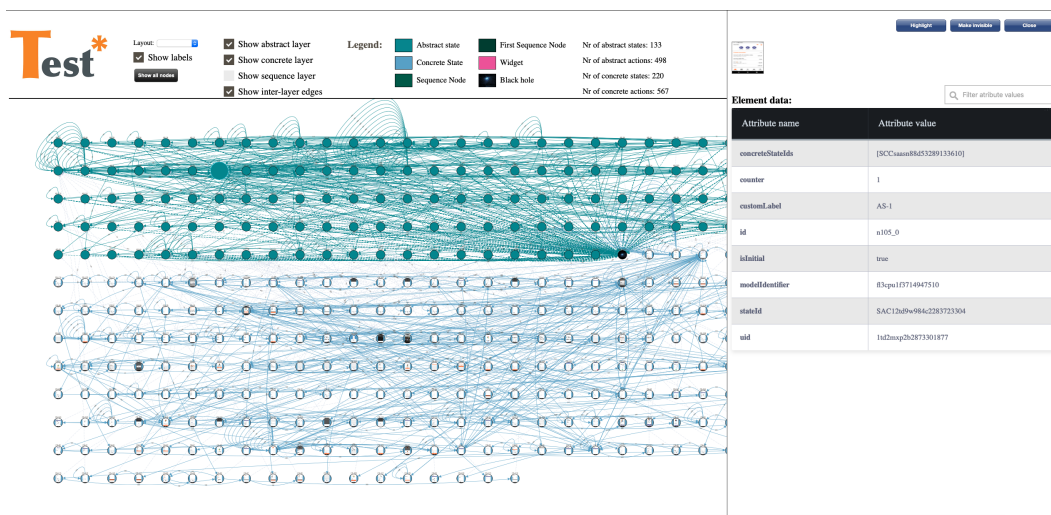 Test*
Layout:
Show labels
Show all nodes
Show abstract layer
Show concrete layer
Show sequence layer
Show inter-layer edges
Legend:
Abstract state
First Sequence Node
Concrete State
Widget
Sequence Node
Black hole
Nr of abstract states: 133
Nr of abstract actions: 498
Nr of concrete states: 220
Nr of concrete actions: 567
Highlight
Make invisible
Close
Element data:
Filter atribute values
Attribute name Attribute value
concreteStateIds [SCCsaasn88d53289133610]
counter 1
customLabel AS-1
id n105_0
isInitial true
modelIdentifier fl3cpu1f3714947510
stateId SAC12td9w984c2283723304
uid 1td2mxp2b2873301877